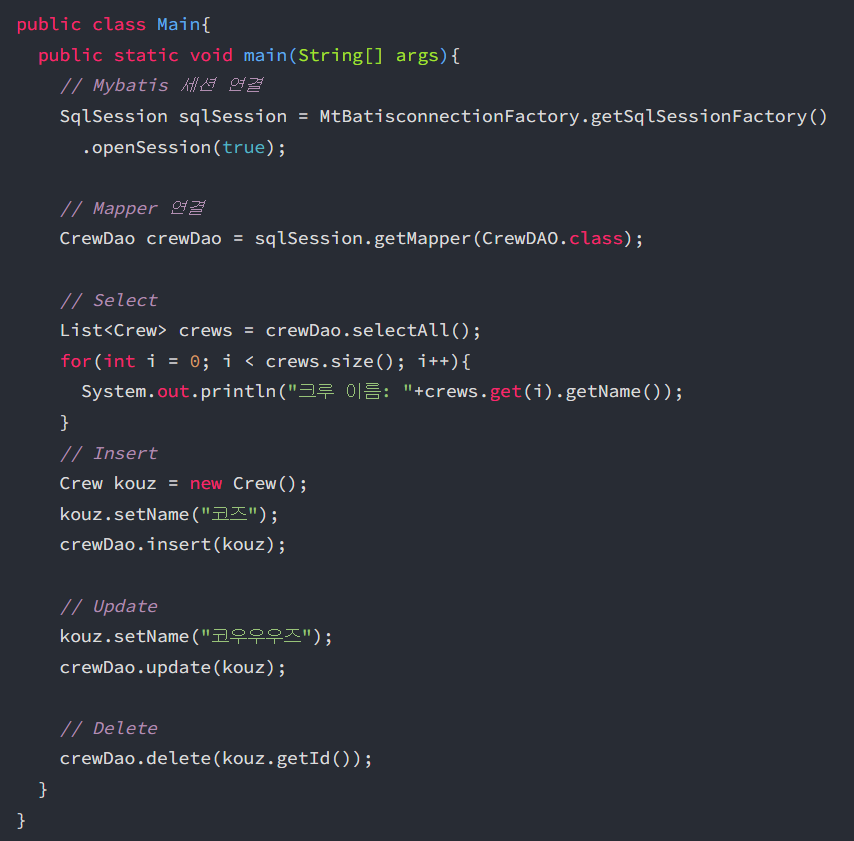 public class Main{
public static void main(String[] args){
// Mybatis 세션 연결
SqlSession sqlSession = MtBatisconnectionFactory.getSqlSessionFactory()
.openSession(true);
// Mapper 연결
CrewDao crewDao = sqlSession.getMapper(CrewDAO.class);
// Select
List<Crew> crews = crewDao.selectAll();
for(int i = 0; i < crews.size(); i++){
System.out.println("크루 이름: "+crews.get(i).getName());
}
// Insert
Crew kouz = new Crew();
kouz.setName("코즈");
crewDao.insert(kouz);
// Update
kouz.setName("코우우우즈");
crewDao.update(kouz);
// Delete
crewDao.delete(kouz.getId());
}
}